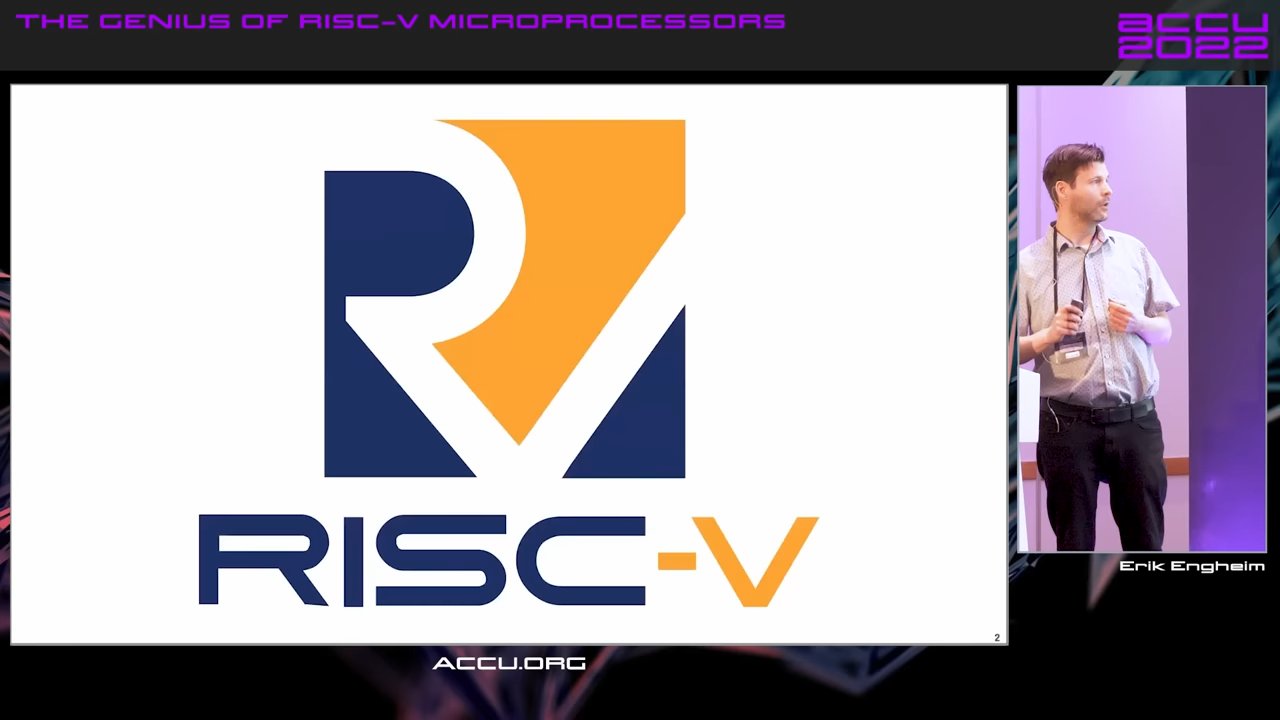 THE GENIUS OF RISC-V MICROPROCESSORS
accu
2022
RISC-V
2
Erik Engheim
ACCU.ORG